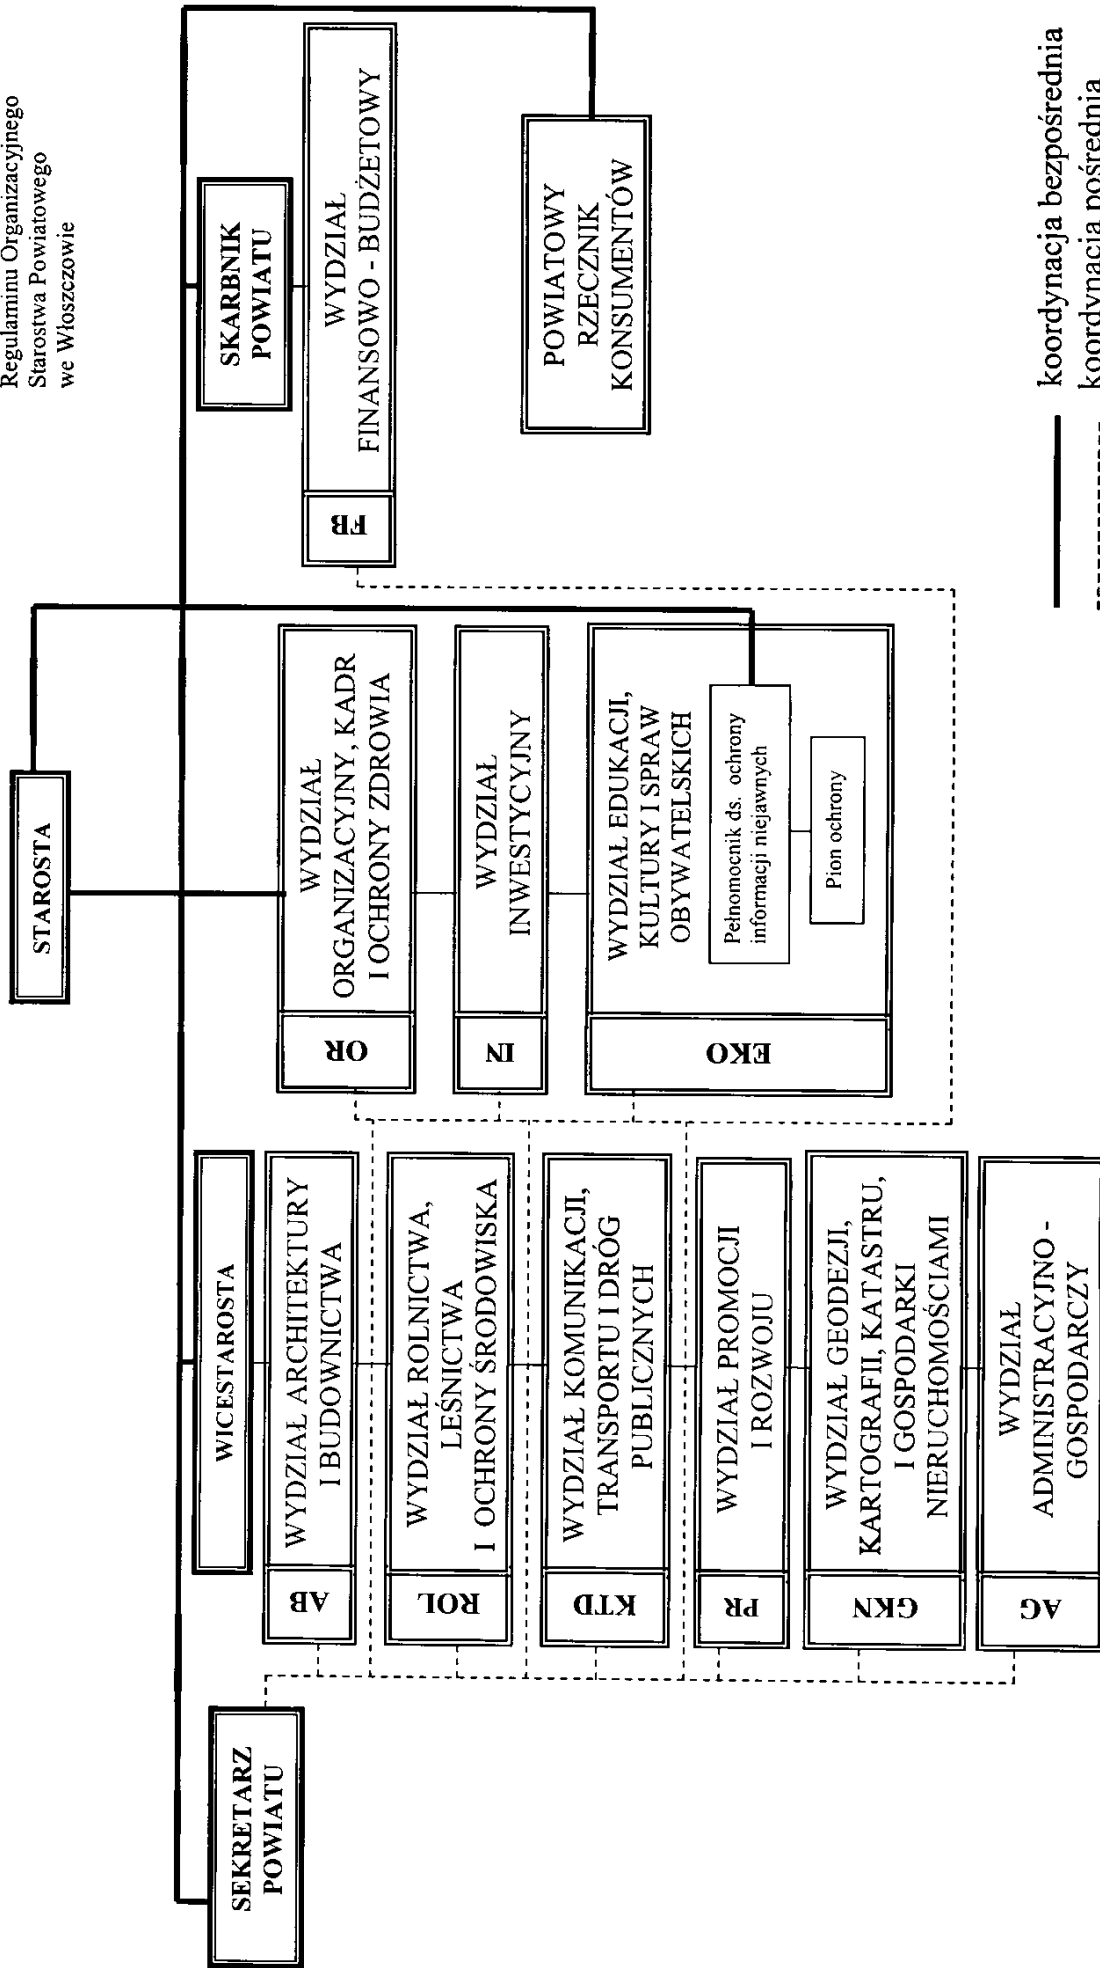 Regulaminu Organizacyjnego
Starostwa Powiatowego
we Włoszczowie
STAROSTA
SEKRETARZ
POWIATU
WICESTAROSTA
SKARBNIK
POWIATU
AB
WYDZIAŁ ARCHITEKTURY
I BUDOWNICTWA
ROL
WYDZIAŁ ROLNICTWA,
LEŚNICTWA
I OCHRONY ŚRODOWISKA
KTD
WYDZIAŁ KOMUNIKACJI,
TRANSPORTU I DRÓG
PUBLICZNYCH
PR
WYDZIAŁ PROMOCJI
I ROZWOJU
GKN
WYDZIAŁ GEODEZJI,
KARTOGRAFII, KATASTRU,
I GOSPODARKI
NIERUCHOMOŚCIAMI
AG
WYDZIAŁ
ADMINISTRACYJNO -
GOSPODARCZY
OR
WYDZIAŁ
ORGANIZACYJNY, KADR
I OCHRONY ZDROWIA
IN
WYDZIAŁ
INWESTYCYJNY
EKO
WYDZIAŁ EDUKACJI,
KULTURY I SPRAW
OBYWATELSKICH
Pełnomocnik ds. ochrony
informacji niejawnych
Pion ochrony
FB
WYDZIAŁ
FINANSOWO - BUDŻETOWY
POWIATOWY
RZECZNIK
KONSUMENTÓW
koordynacja bezpośrednia
koordynacja pośrednia